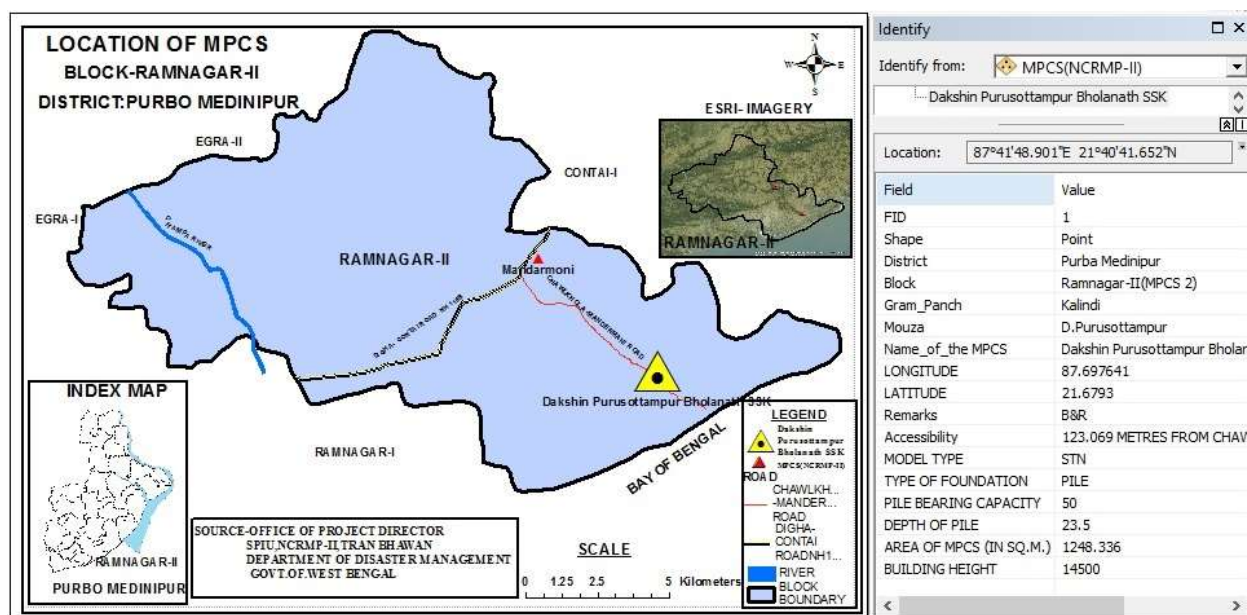 LOCATION OF MPCS
BLOCK-RAMNAGAR-II
DISTRICT:PURBO MEDINIPUR
N
W
E
S
ESRI- IMAGERY
RAMNAGAR-II
EGRA-II
CONTAI-I
EGRA-I
RAMNAGAR-II
Mandarmoni
Dakshin Purusottampur Bholanath SSK
RAMNAGAR-I
BAY OF BENGAL
INDEX MAP
RAMNAGAR-II
PURBO MEDINIPUR
SOURCE-OFFICE OF PROJECT DIRECTOR
SPIU,NCRMP-II,TRAN BHAWAN
DEPARTMENT OF DISASTER MANAGEMENT
GOVT.OF.WEST BENGAL
SCALE
0 1.25 2.5 5 Kilometers
LEGEND
Dakshin
Purusottampur
Bholanath SSK
MPCS(NCRMP-II)
ROAD
CHAWLKH...
-MANDER...
ROAD
DIGHA-
CONTAI
ROADNH1...
RIVER
BLOCK
BOUNDARY
Identify
Identify from: MPCS(NCRMP-II)
Dakshin Purusottampur Bholanath SSK
Location: 87°41'48.901"E 21°40'41.652"N
Field Value
FID 1
Shape Point
District Purba Medinipur
Block Ramnagar-II(MPCS 2)
Gram_Panch Kalindi
Mouza D.Purusottampur
Name_of_the MPCS Dakshin Purusottampur Bholan
LONGITUDE 87.697641
LATITUDE 21.6793
Remarks B&R
Accessibility 123.069 METRES FROM CHAW
MODEL TYPE STN
TYPE OF FOUNDATION PILE
PILE BEARING CAPACITY 50
DEPTH OF PILE 23.5
AREA OF MPCS (IN SQ.M.) 1248.336
BUILDING HEIGHT 14500